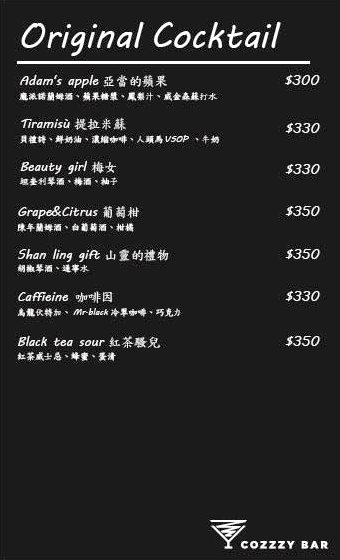 Original Cocktail
Adam's apple 亞當的蘋果 $300
龐派諾蘭姆酒、蘋果糖漿、鳳梨汁、威金森蘇打水
Tiramisù 提拉米蘇 $330
貝禮詩、鮮奶油、濃縮咖啡、人頭馬VSOP、牛奶
Beauty girl 梅女 $330
坦奎利琴酒、梅酒、柚子
Grape&Citrus 葡萄柑 $350
陳年蘭姆酒、白葡萄酒、柑橘
Shan ling gift 山靈的禮物 $350
胡椒琴酒、通寧水
Caffieine 咖啡因 $330
烏龍伏特加、Mr·black冷萃咖啡、巧克力
Black tea sour 紅茶騷兒 $350
紅茶威士忌、蜂蜜、蛋清
COZZZY BAR